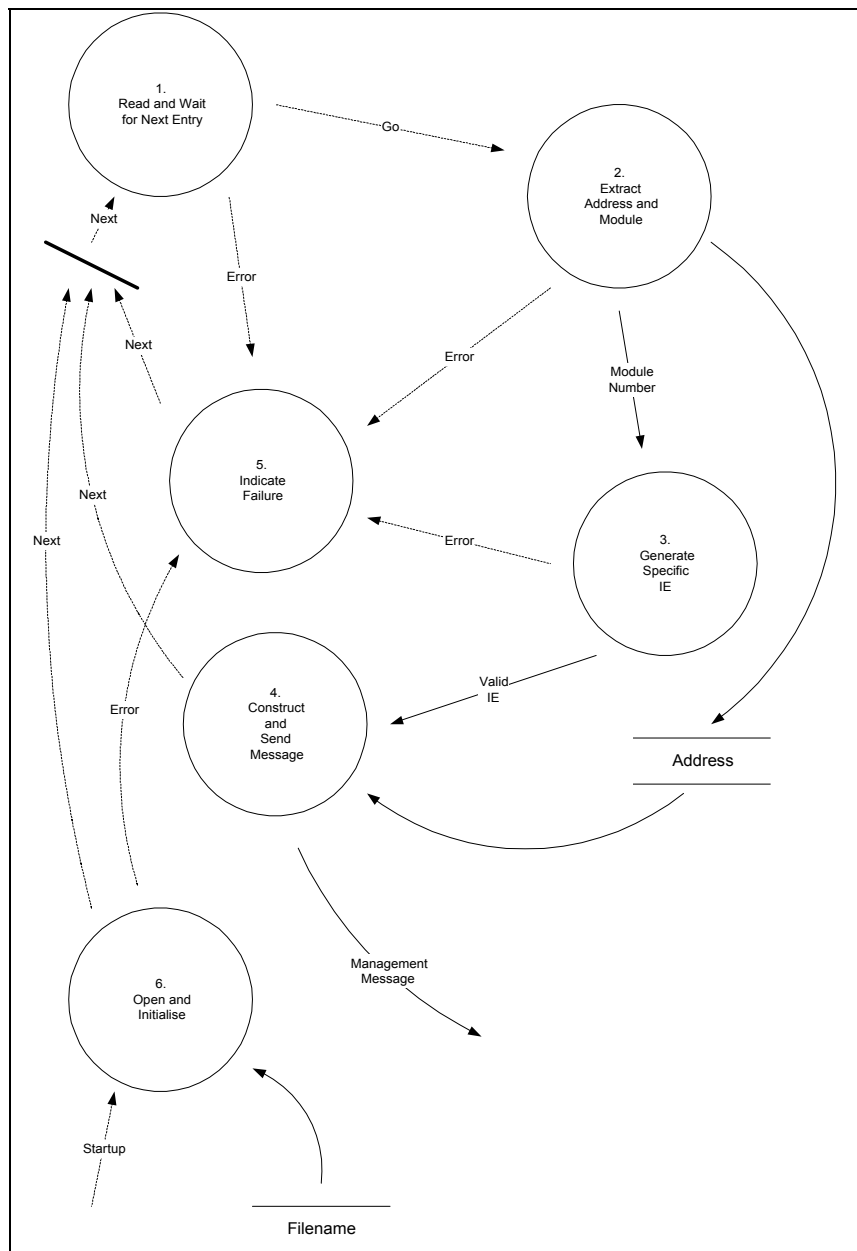 1.
Read and Wait
for Next Entry
Go
2.
Extract
Address and
Module
Next
Error
Next
Error
Module
Number
5.
Indicate
Failure
Next
Next
Error
3.
Generate
Specific
IE
4.
Construct
and
Send
Message
Valid
IE
Error
Address
Management
Message
6.
Open and
Initialise
Startup
Filename